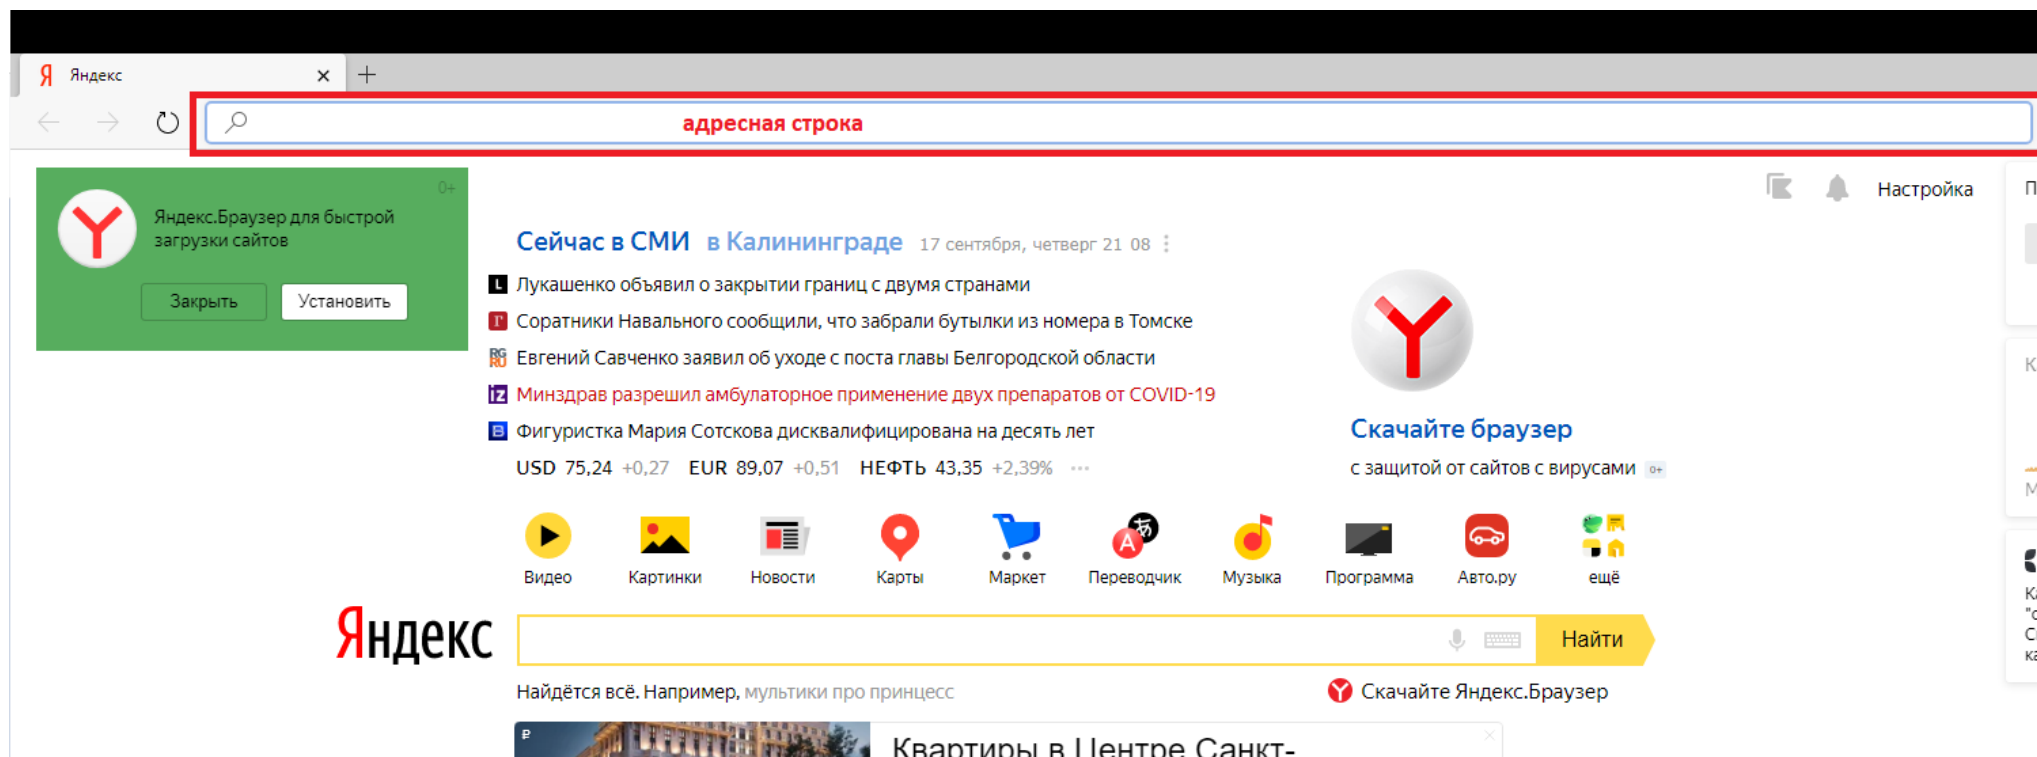 Яндекс
адресная строка
0+
Яндекс.Браузер для быстрой
загрузки сайтов
Закрыть
Установить
Настройка
Сейчас в СМИ в Калининграде 17 сентября, четверг 21 08
Лукашенко объявил о закрытии границ с двумя странами
Соратники Навального сообщили, что забрали бутылки из номера в Томске
Евгений Савченко заявил об уходе с поста главы Белгородской области
Минздрав разрешил амбулаторное применение двух препаратов от COVID-19
Фигуристка Мария Сотскова дисквалифицирована на десять лет
USD 75,24 +0,27 EUR 89,07 +0,51 НЕФТЬ 43,35 +2,39%
Скачайте браузер
с защитой от сайтов с вирусами 0+
Видео Картинки Новости Карты Маркет Переводчик Музыка Программа Авто.ру ещё
Яндекс
Найти
Найдётся всё. Например, мультики про принцесс
Скачайте Яндекс.Браузер
Квартиры в Центре Санкт-